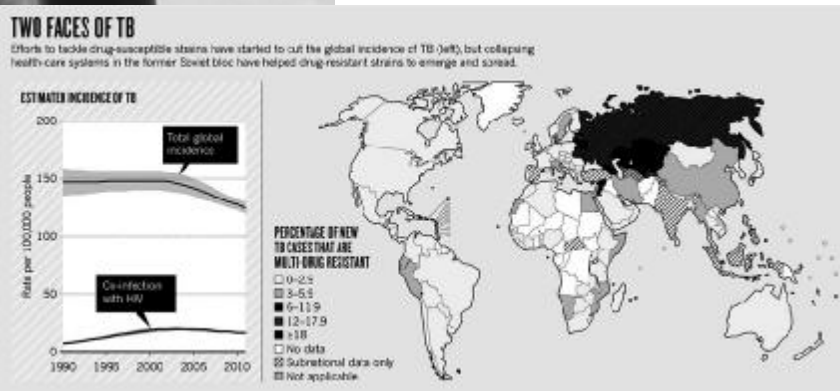 TWO FACES OF TB
Efforts to tackle drug-susceptible strains have started to cut the global incidence of TB (left), but collapsing
health-care systems in the former Soviet bloc have helped drug-resistant strains to emerge and spread.
ESTIMATED INCIDENCE OF TB
200
150
100
50
0
Rate per 100,000 people
Total global
incidence
Co-infection
with HIV
1990 1995 2000 2005 2010
PERCENTAGE OF NEW
TB CASES THAT ARE
MULTI-DRUG RESISTANT
0–2.9
3–5.9
6–11.9
12–17.9
≥18
No data
Subnational data only
Not applicable